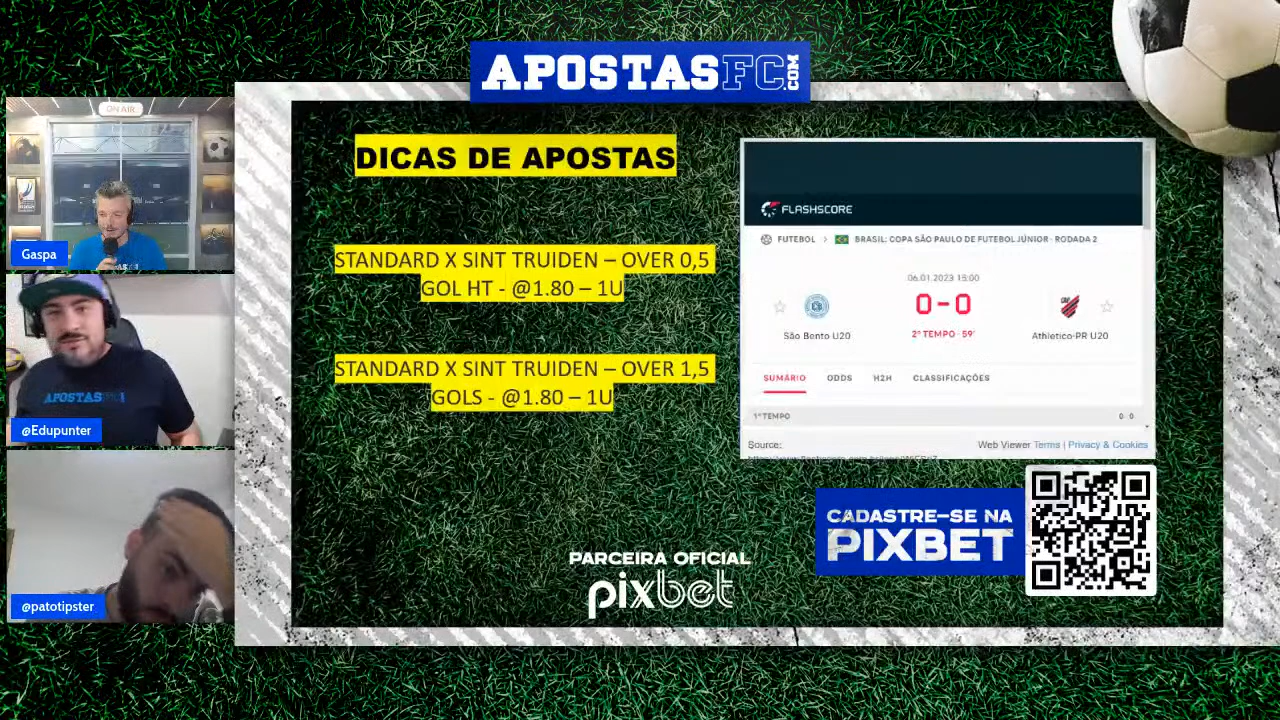 APOSTASFC.COM
ON AIR
Gaspa
@Edupunter
@patotipster
DICAS DE APOSTAS
STANDARD X SINT TRUIDEN – OVER 0,5
GOL HT - @1.80 – 1U
STANDARD X SINT TRUIDEN – OVER 1,5
GOLS - @1.80 – 1U
FLASHSCORE
FUTEBOL > BRASIL: COPA SÃO PAULO DE FUTEBOL JÚNIOR - RODADA 2
06.01.2023 15:00
0-0
2º TEMPO - 59'
São Bento U20
Athletico-PR U20
SUMÁRIO ODDS H2H CLASSIFICAÇÕES
1º TEMPO 0 0
Source:
Web Viewer Terms | Privacy & Cookies
CADASTRE-SE NA
PIXBET
PARCEIRA OFICIAL
pixbet